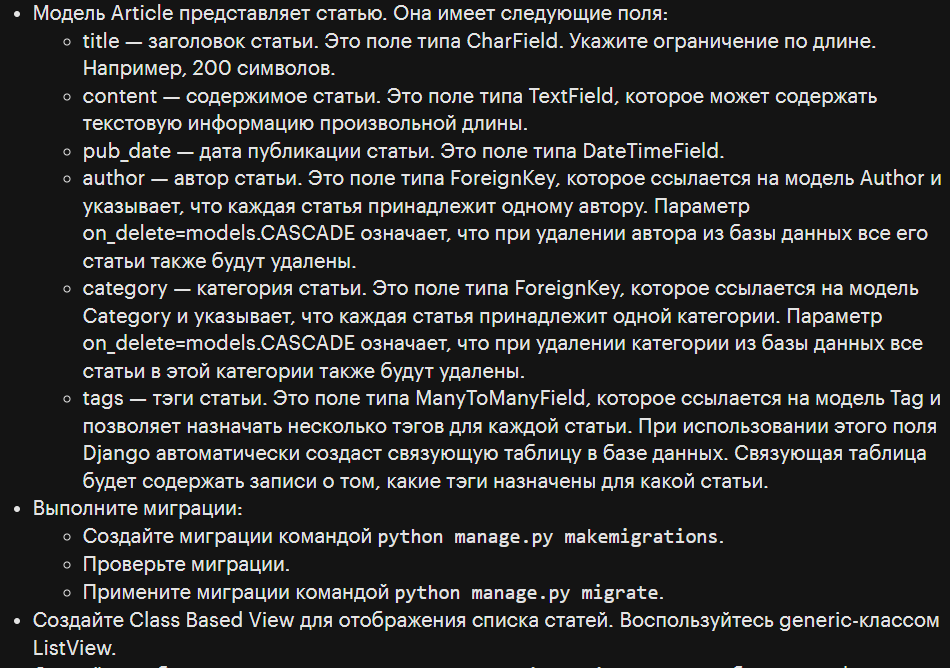 • Модель Article представляет статью. Она имеет следующие поля:
◦ title — заголовок статьи. Это поле типа CharField. Укажите ограничение по длине.
Например, 200 символов.
◦ content — содержимое статьи. Это поле типа TextField, которое может содержать
текстовую информацию произвольной длины.
◦ pub_date — дата публикации статьи. Это поле типа DateTimeField.
◦ author — автор статьи. Это поле типа ForeignKey, которое ссылается на модель Author и
указывает, что каждая статья принадлежит одному автору. Параметр
on_delete=models.CASCADE означает, что при удалении автора из базы данных все его
статьи также будут удалены.
◦ category — категория статьи. Это поле типа ForeignKey, которое ссылается на модель
Category и указывает, что каждая статья принадлежит одной категории. Параметр
on_delete=models.CASCADE означает, что при удалении категории из базы данных все
статьи в этой категории также будут удалены.
◦ tags — тэги статьи. Это поле типа ManyToManyField, которое ссылается на модель Tag и
позволяет назначать несколько тэгов для каждой статьи. При использовании этого поля
Django автоматически создаст связующую таблицу в базе данных. Связующая таблица
будет содержать записи о том, какие тэги назначены для какой статьи.
• Выполните миграции:
◦ Создайте миграции командой python manage.py makemigrations.
◦ Проверьте миграции.
◦ Примените миграции командой python manage.py migrate.
• Создайте Class Based View для отображения списка статей. Воспользуйтесь generic-классом
ListView.